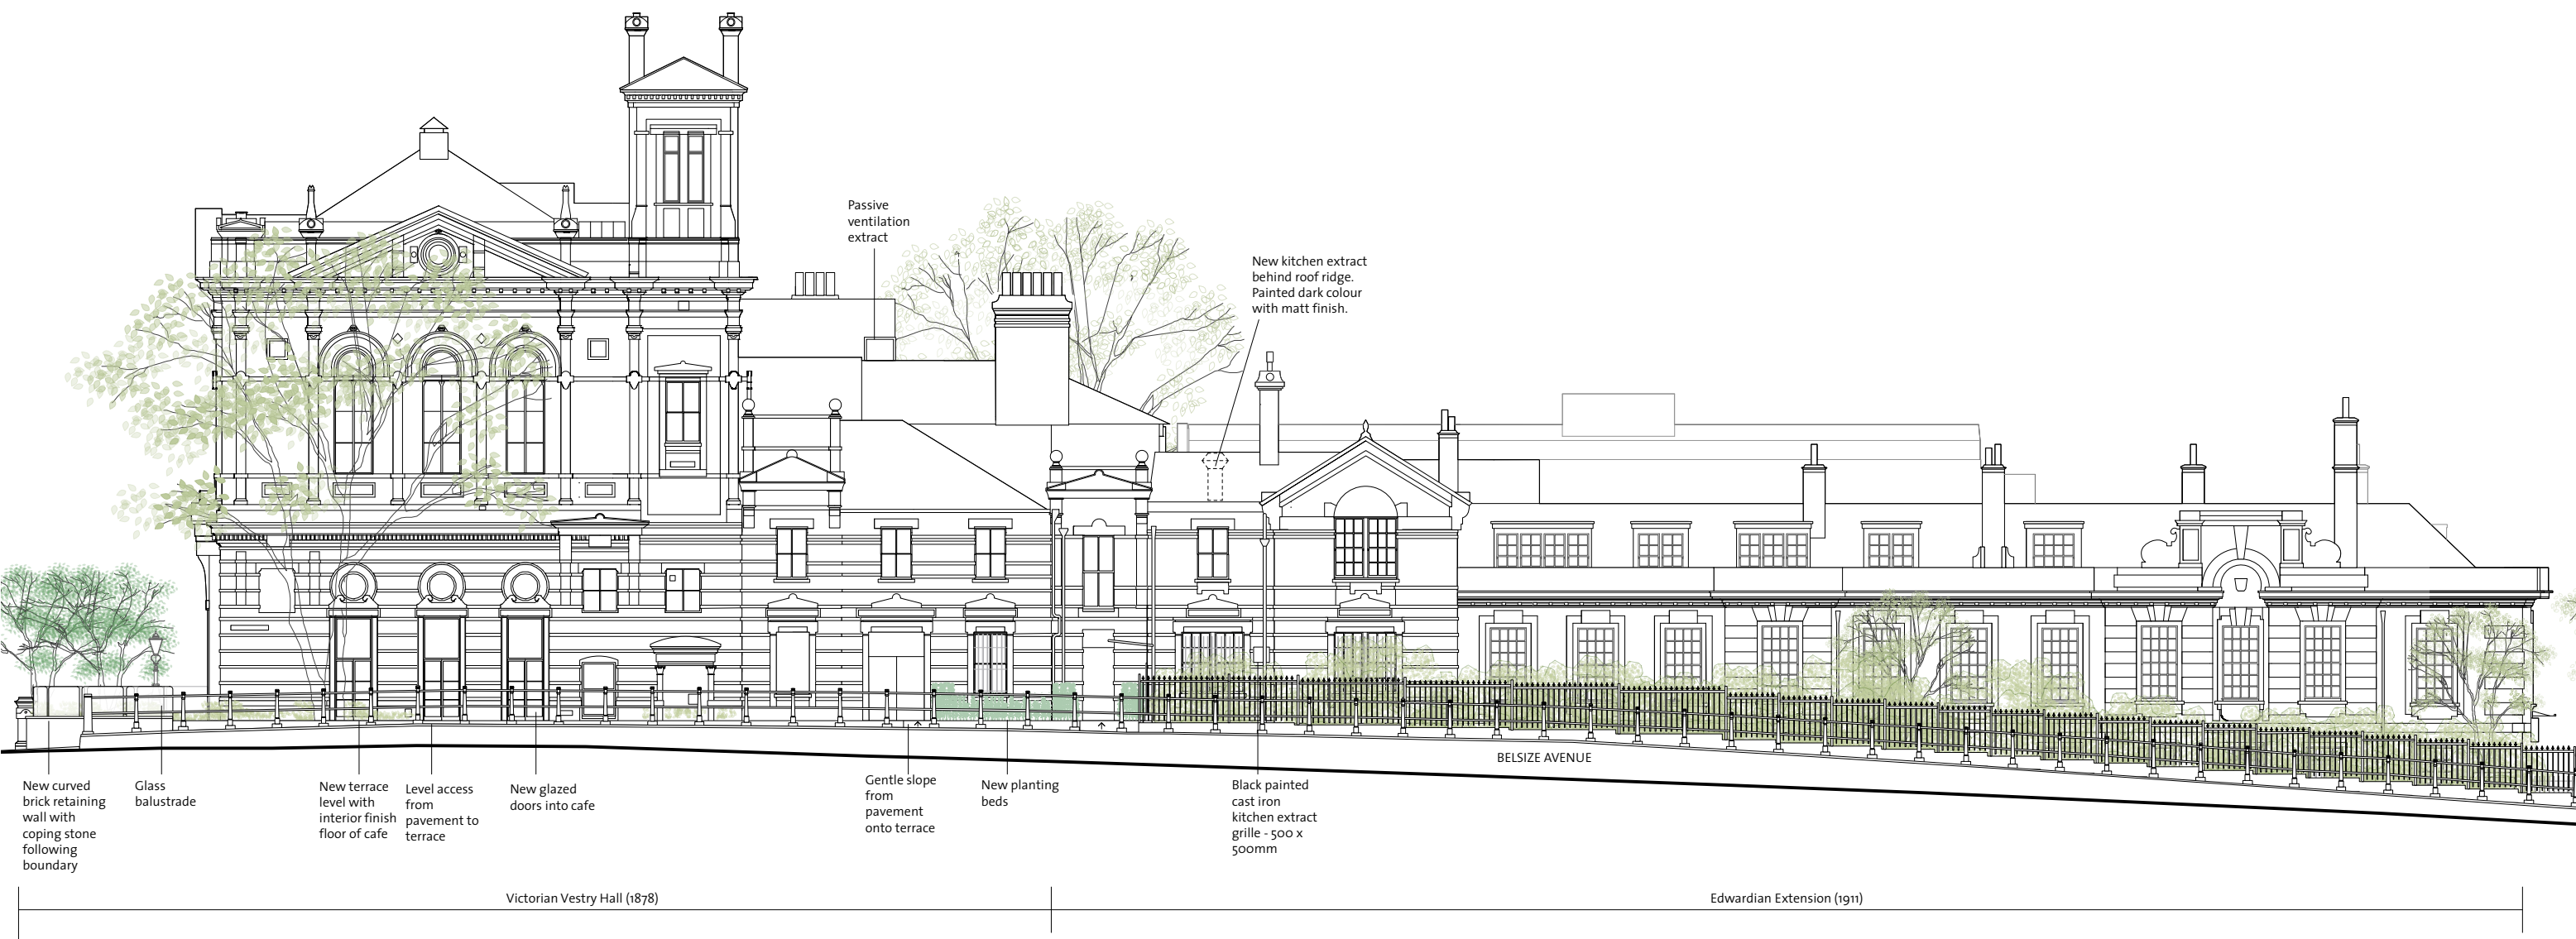 Passive
ventilation
extract
New kitchen extract
behind roof ridge.
Painted dark colour
with matt finish.
BELSIZE AVENUE
New curved
brick retaining
wall with
coping stone
following
boundary
Glass
balustrade
New terrace
level with
interior finish
floor of cafe
Level access
from
pavement to
terrace
New glazed
doors into cafe
Gentle slope
from
pavement
onto terrace
New planting
beds
Black painted
cast iron
kitchen extract
grille - 500 x
500mm
Victorian Vestry Hall (1878)
Edwardian Extension (1911)